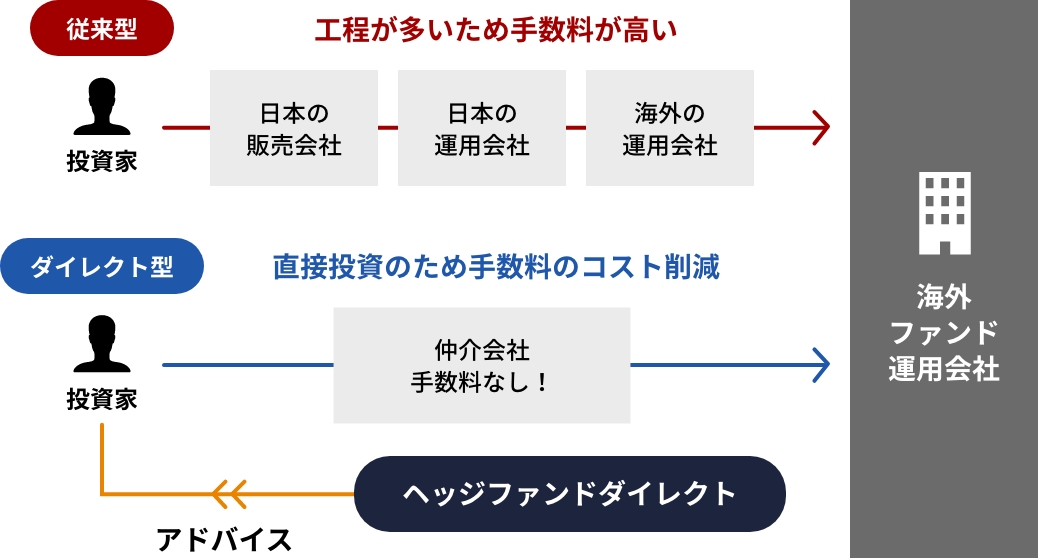 従来型
工程が多いため手数料が高い
投資家
日本の
販売会社
日本の
運用会社
海外の
運用会社
ダイレクト型
直接投資のため手数料のコスト削減
投資家
仲介会社
手数料なし！
海外
ファンド
運用会社
ヘッジファンドダイレクト
アドバイス